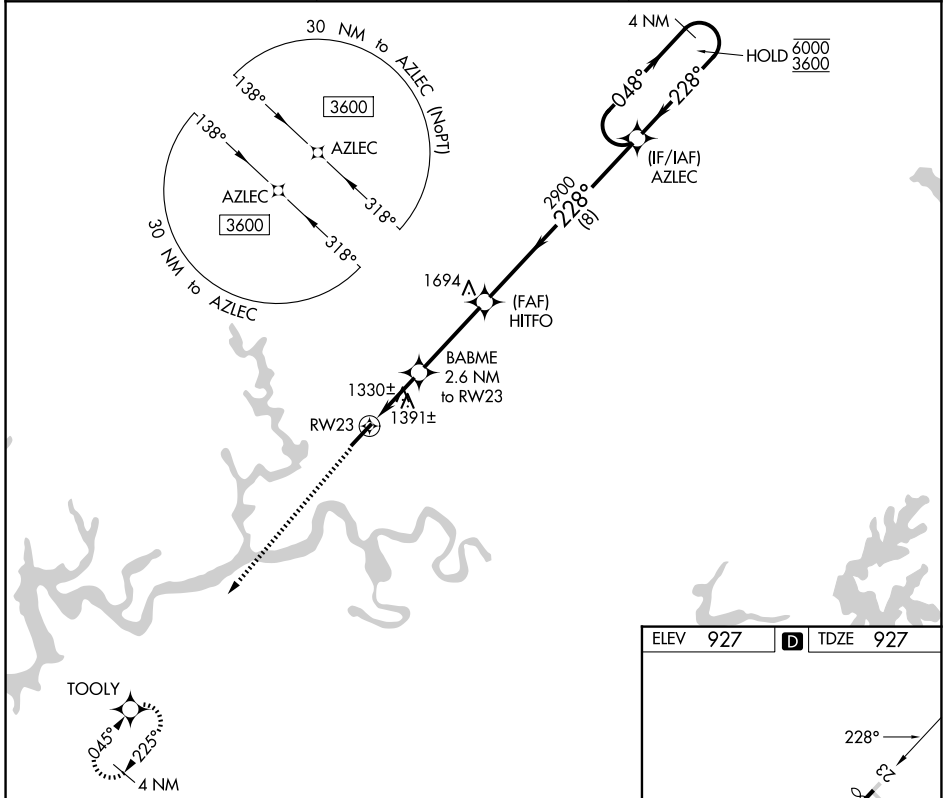 30 NM to AZLEC (NoPT)
138°
3600
AZLEC
318°
138°
AZLEC
3600
318°
30 NM to AZLEC
4 NM
HOLD 6000
3600
048°
228°
(IF/IAF)
AZLEC
2900
228°
(8)
1694
(FAF)
HITFO
BABME
2.6 NM
to RW23
1330±
1391±
RW23
TOOLY
045°
225°
4 NM
ELEV 927 D TDZE 927
228°
23